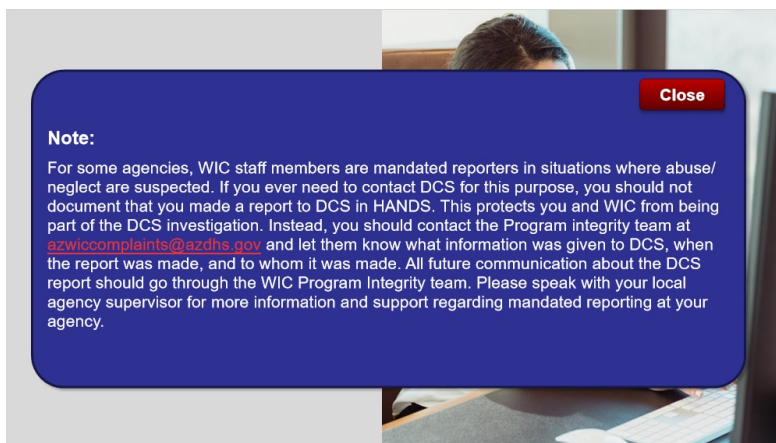 Close
Note:
For some agencies, WIC staff members are mandated reporters in situations where abuse/
neglect are suspected. If you ever need to contact DCS for this purpose, you should not
document that you made a report to DCS in HANDS. This protects you and WIC from being
part of the DCS investigation. Instead, you should contact the Program integrity team at
azwiccomplaints@azdhs.gov and let them know what information was given to DCS, when
the report was made, and to whom it was made. All future communication about the DCS
report should go through the WIC Program Integrity team. Please speak with your local
agency supervisor for more information and support regarding mandated reporting at your
agency.